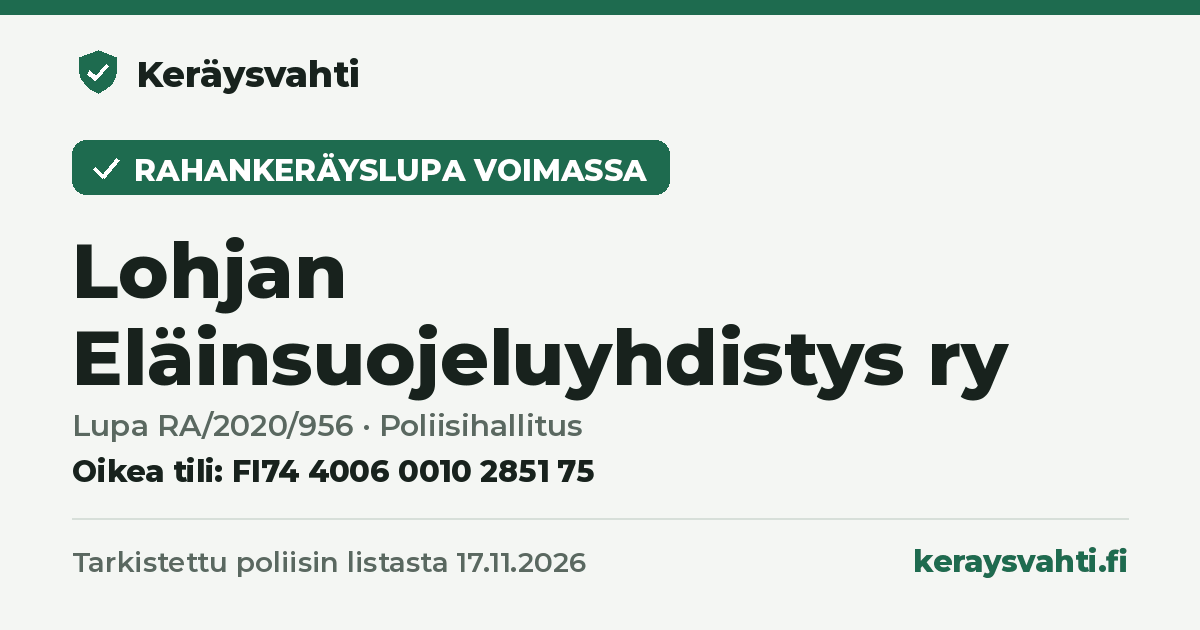 Keräysvahti
RAHANKERÄYSLUPA VOIMASSA
Lohjan
Eläinsuojeluyhdistys ry
Lupa RA/2020/956 · Poliisihallitus
Oikea tili: FI74 4006 0010 2851 75
Tarkistettu poliisin listasta 17.11.2026
keraysvahti.fi